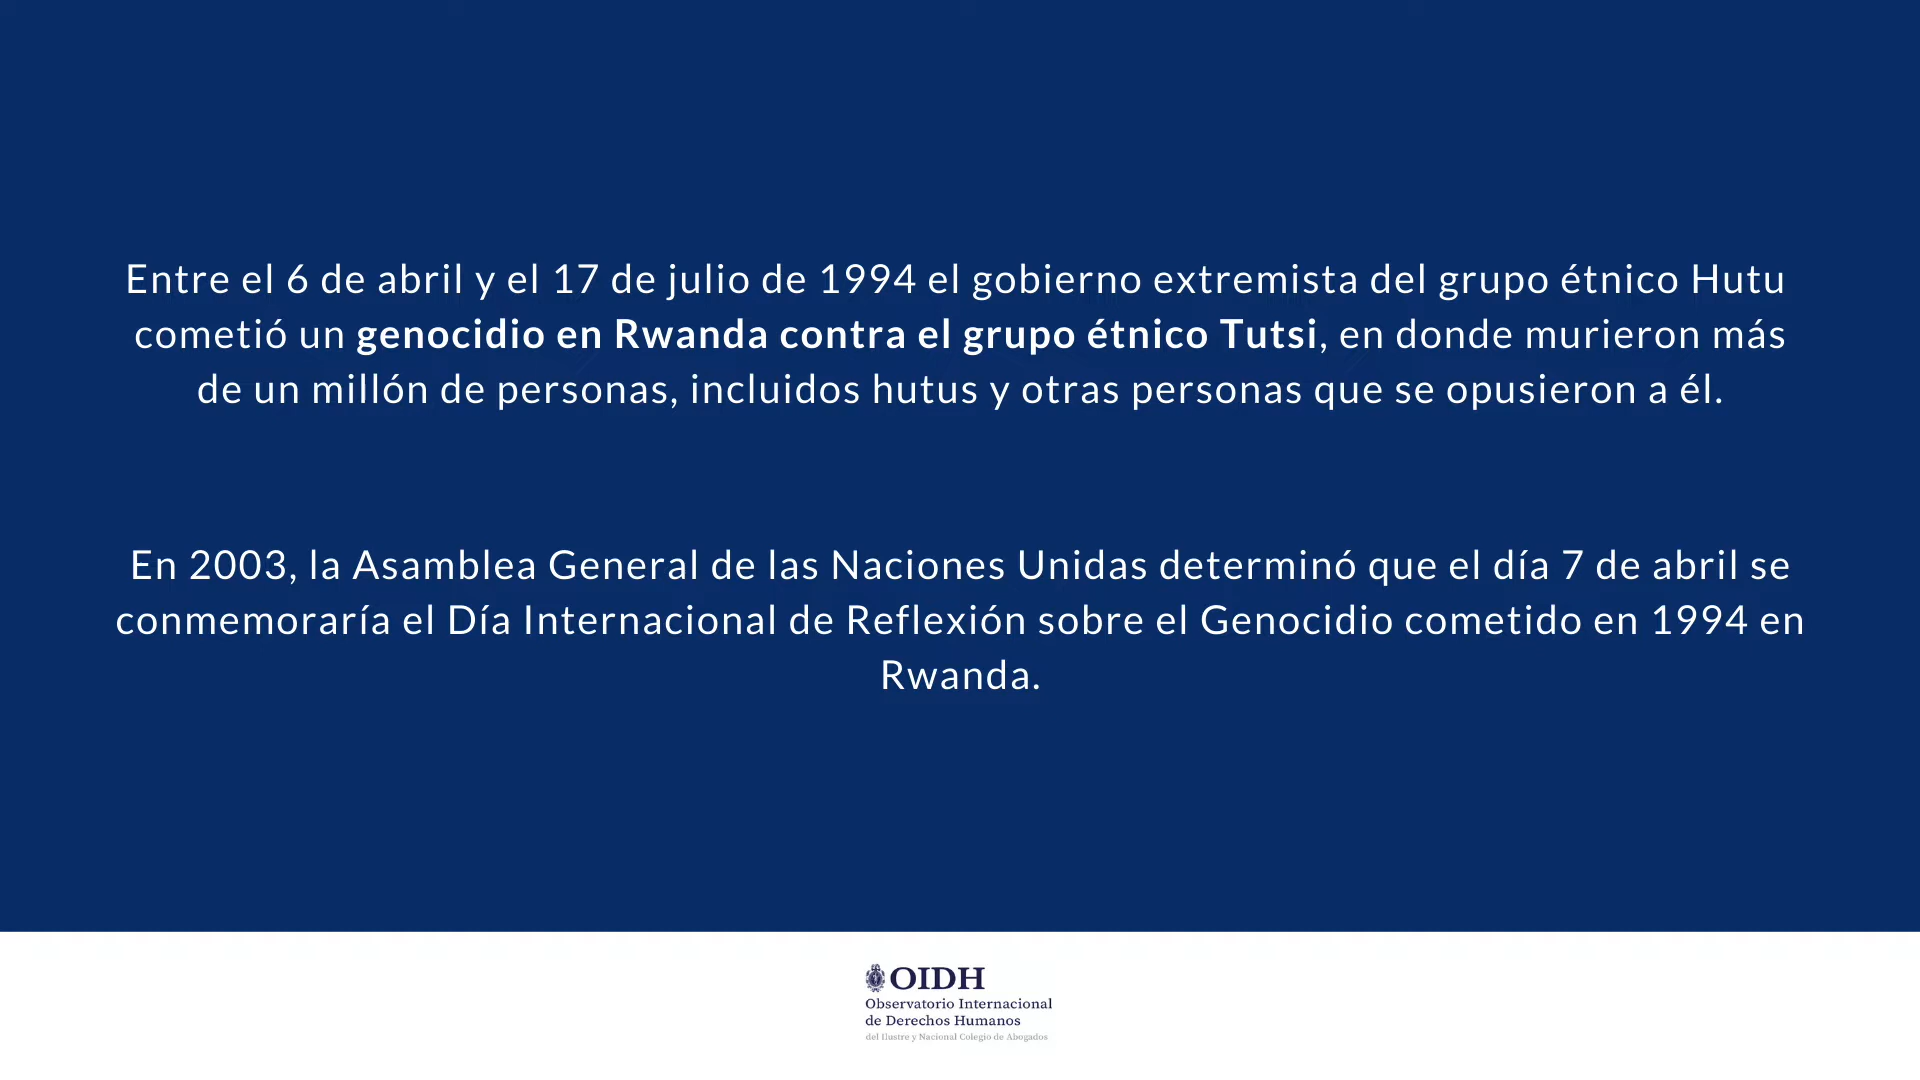 Entre el 6 de abril y el 17 de julio de 1994 el gobierno extremista del grupo étnico Hutu
cometió un genocidio en Rwanda contra el grupo étnico Tutsi, en donde murieron más
de un millón de personas, incluidos hutus y otras personas que se opusieron a él.
En 2003, la Asamblea General de las Naciones Unidas determinó que el día 7 de abril se
conmemoraría el Día Internacional de Reflexión sobre el Genocidio cometido en 1994 en
Rwanda.
OIDH
Observatorio Internacional
de Derechos Humanos
del Ilustre y Nacional Colegio de Abogados